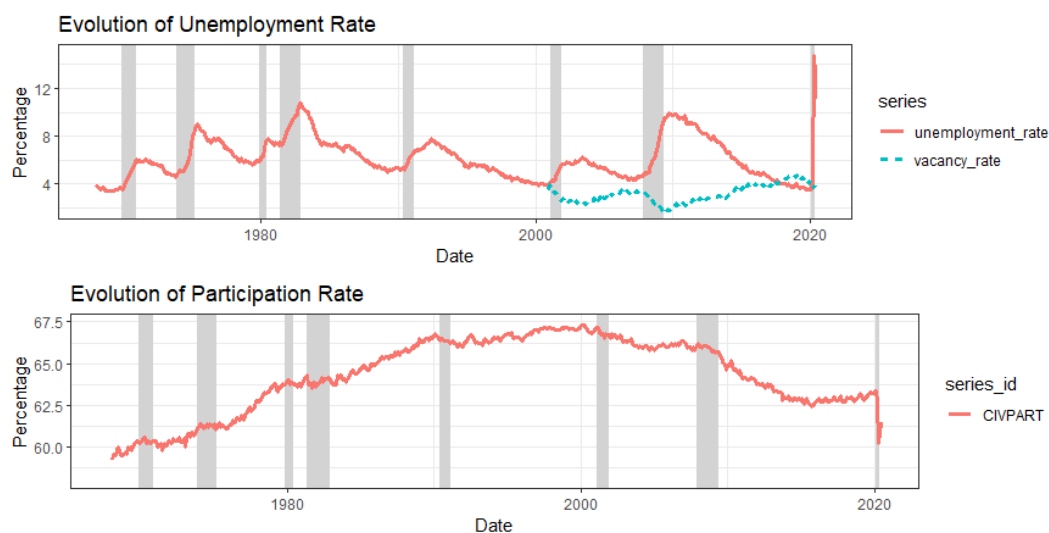 Evolution of Unemployment Rate
12
8
4
Percentage
1980
2000
2020
Date
series
unemployment_rate
vacancy_rate
Evolution of Participation Rate
67.5
65.0
62.5
60.0
Percentage
1980
2000
2020
Date
series_id
CIVPART